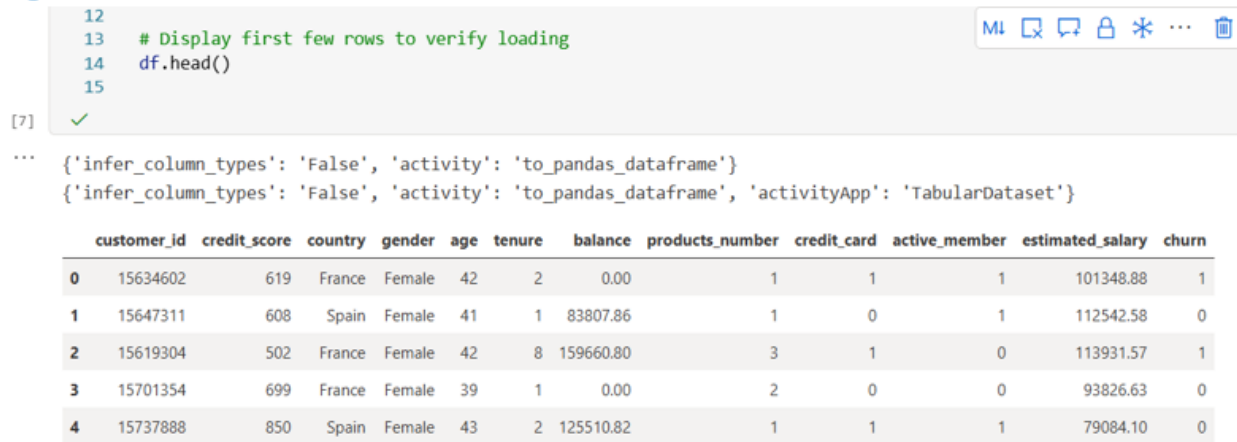 12
13 # Display first few rows to verify loading
14 df.head()
15
M↓ ···
[7]
··· {'infer_column_types': 'False', 'activity': 'to_pandas_dataframe'}
{'infer_column_types': 'False', 'activity': 'to_pandas_dataframe', 'activityApp': 'TabularDataset'}
customer_id credit_score country gender age tenure balance products_number credit_card active_member estimated_salary churn
0 15634602 619 France Female 42 2 0.00 1 1 1 101348.88 1
1 15647311 608 Spain Female 41 1 83807.86 1 0 1 112542.58 0
2 15619304 502 France Female 42 8 159660.80 3 1 0 113931.57 1
3 15701354 699 France Female 39 1 0.00 2 0 0 93826.63 0
4 15737888 850 Spain Female 43 2 125510.82 1 1 1 79084.10 0